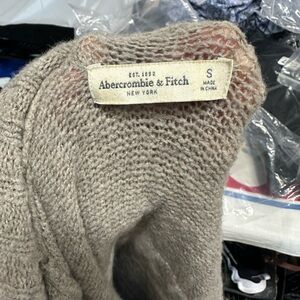 EST. 1892
Abercrombie & Fitch
NEW YORK
S
MADE
IN CHINA